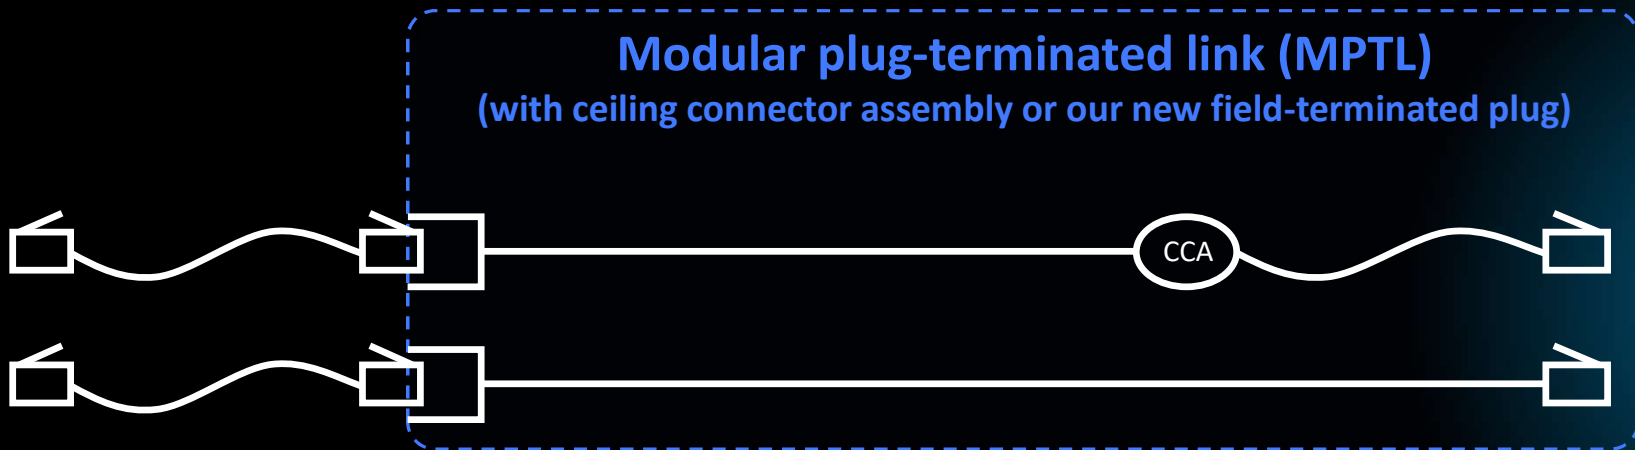 Modular plug-terminated link (MPTL)
(with ceiling connector assembly or our new field-terminated plug)
CCA